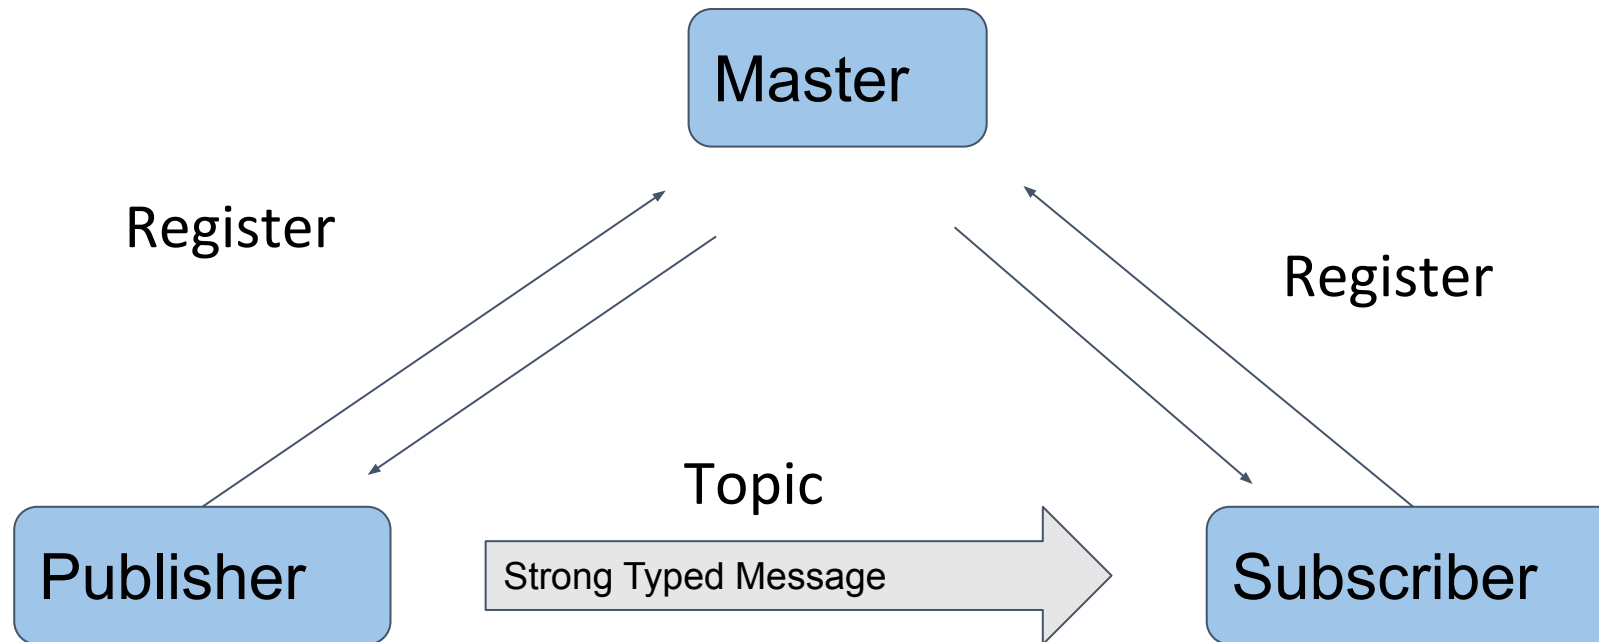 Master
Register
Register
Topic
Publisher
Strong Typed Message
Subscriber